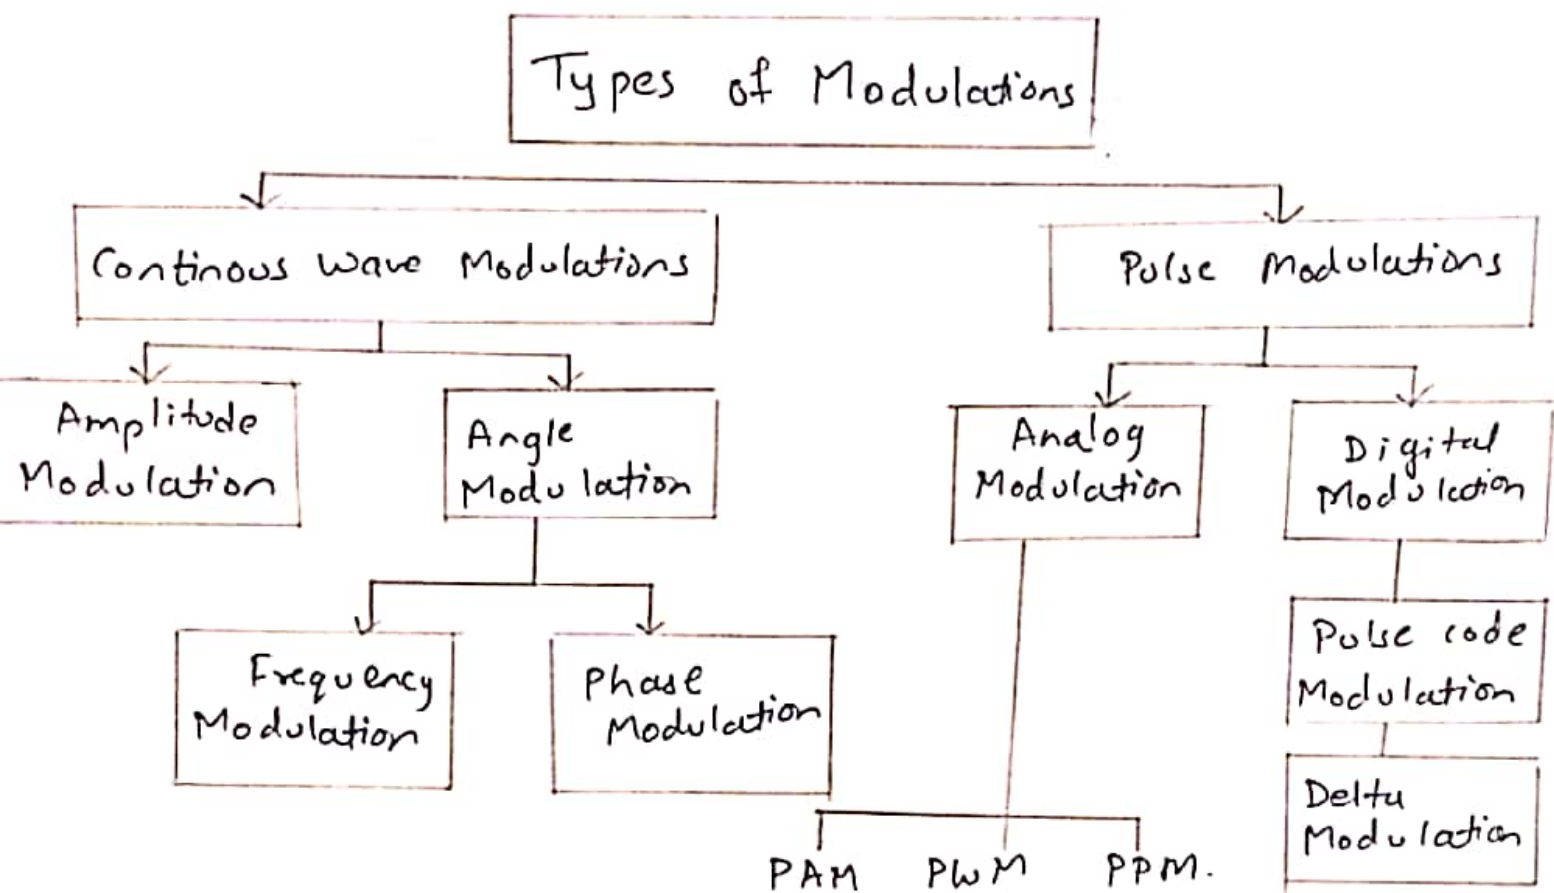 Types of Modulations
Continous Wave Modulations
Pulse Modulations
Amplitude
Modulation
Angle
Modulation
Analog
Modulation
Digital
Modulation
Frequency
Modulation
Phase
Modulation
Pulse code
Modulation
Delta
Modulation
PAM PWM PPM.